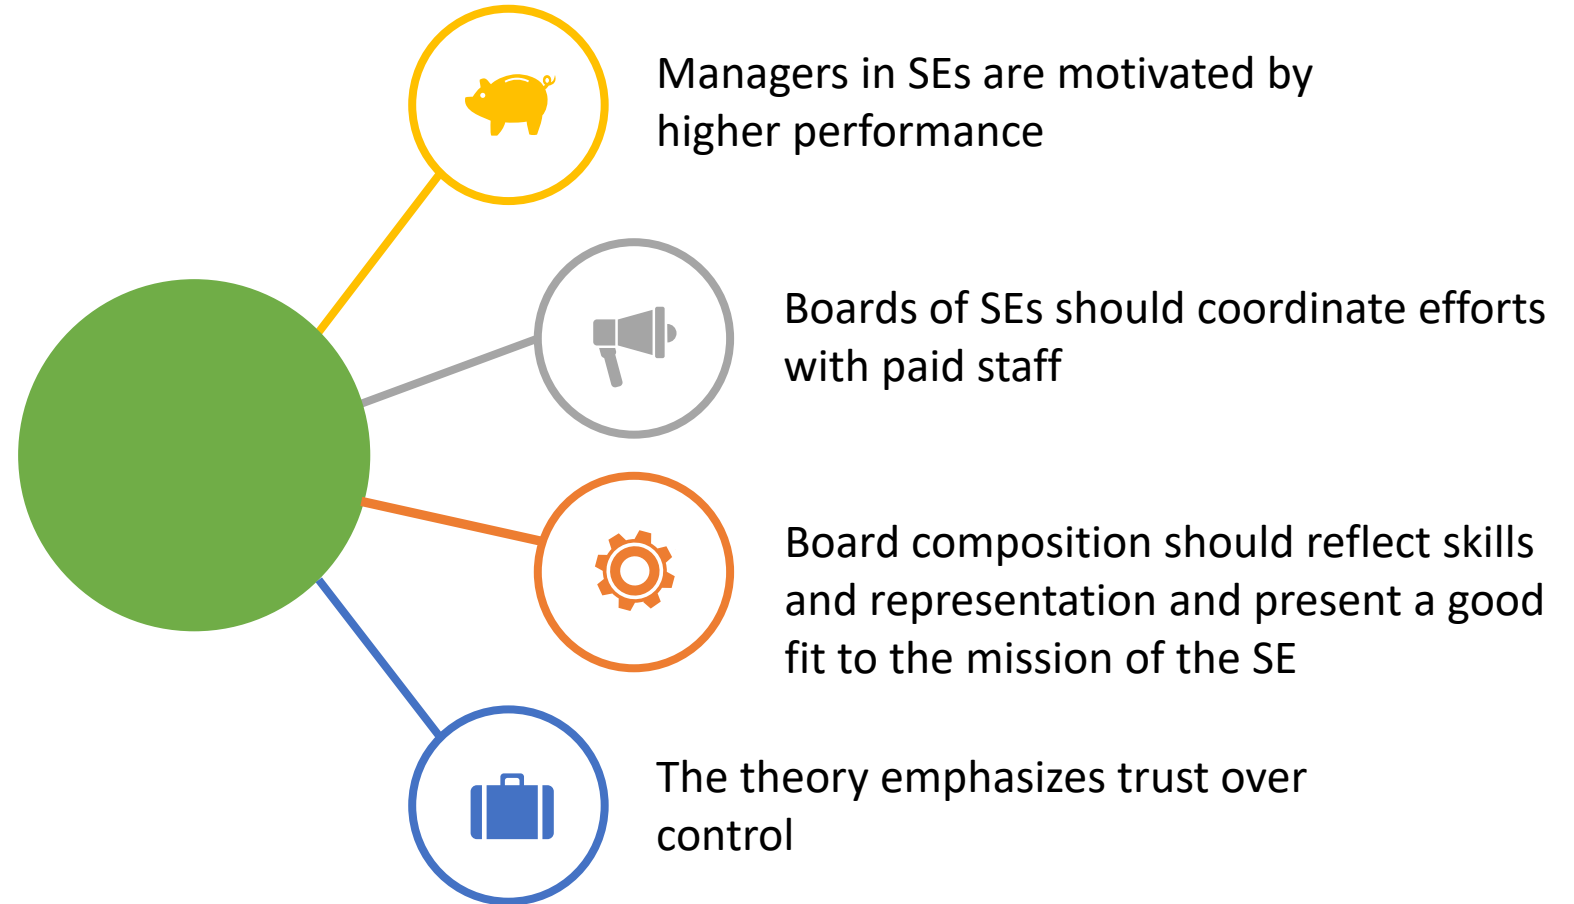 Managers in SEs are motivated by
higher performance
Boards of SEs should coordinate efforts
with paid staff
Board composition should reflect skills
and representation and present a good
fit to the mission of the SE
The theory emphasizes trust over
control